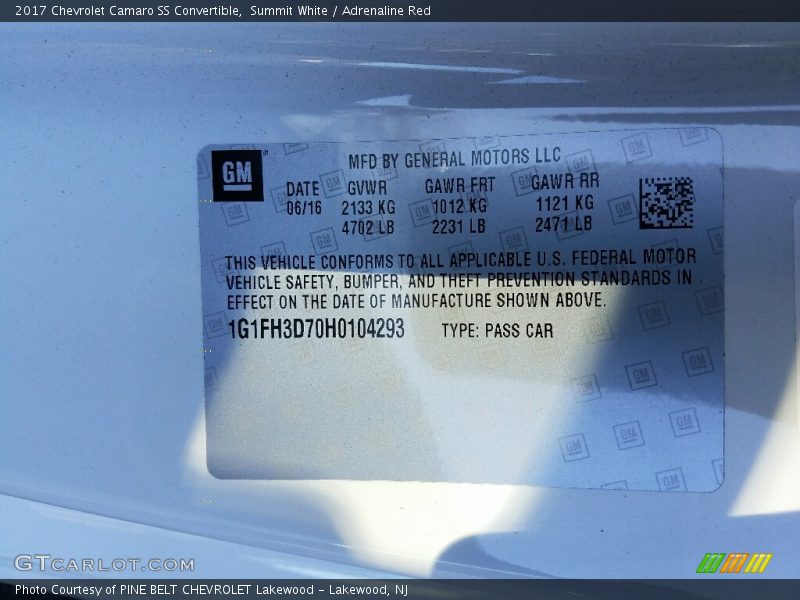 2017 Chevrolet Camaro SS Convertible, Summit White / Adrenaline Red
GM
MFD BY GENERAL MOTORS LLC
DATE GVWR GAWR FRT GAWR RR
06/16 2133 KG 1012 KG 1121 KG
4702 LB 2231 LB 2471 LB
THIS VEHICLE CONFORMS TO ALL APPLICABLE U.S. FEDERAL MOTOR
VEHICLE SAFETY, BUMPER, AND THEFT PREVENTION STANDARDS IN
EFFECT ON THE DATE OF MANUFACTURE SHOWN ABOVE.
1G1FH3D70H0104293 TYPE: PASS CAR
GTCARLOT.COM
Photo Courtesy of PINE BELT CHEVROLET Lakewood - Lakewood, NJ